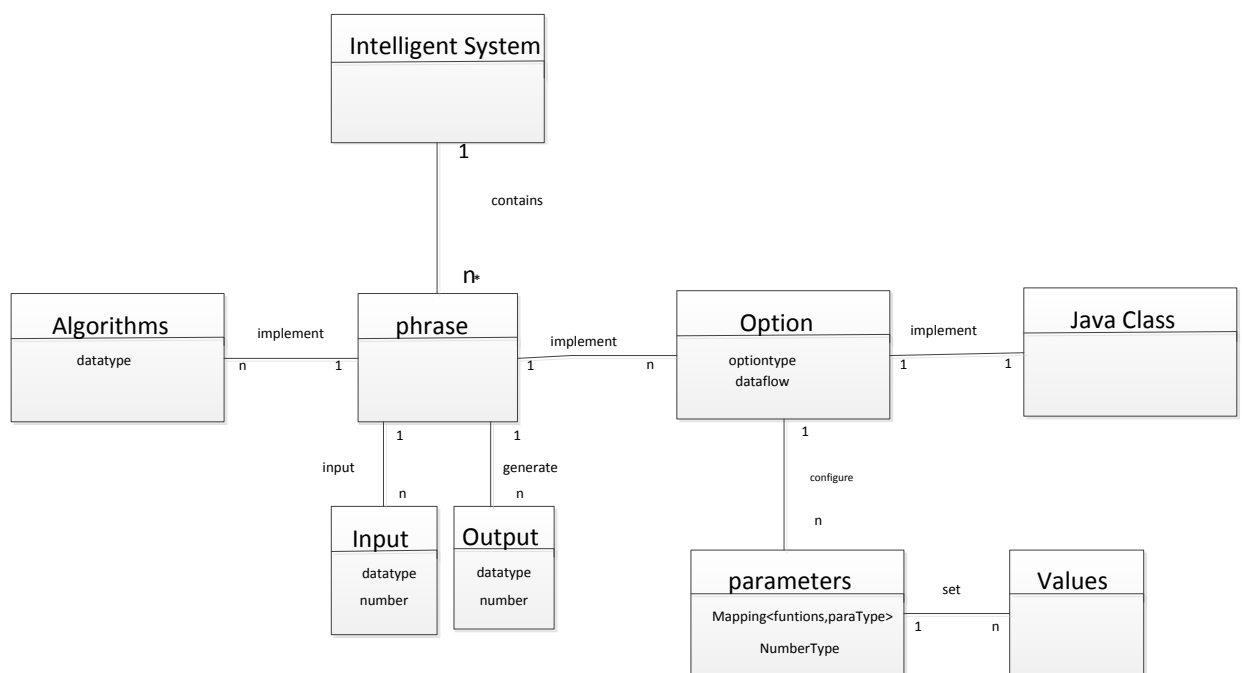 Intelligent System
1
contains
n*
Algorithms
datatype
implement
n
1
phrase
implement
1
n
Option
optiontype
dataflow
implement
1
1
Java Class
1
1
input
generate
n
n
Input
datatype
number
Output
datatype
number
1
configure
n
parameters
Mapping<funtions,paraType>
NumberType
set
1
n
Values